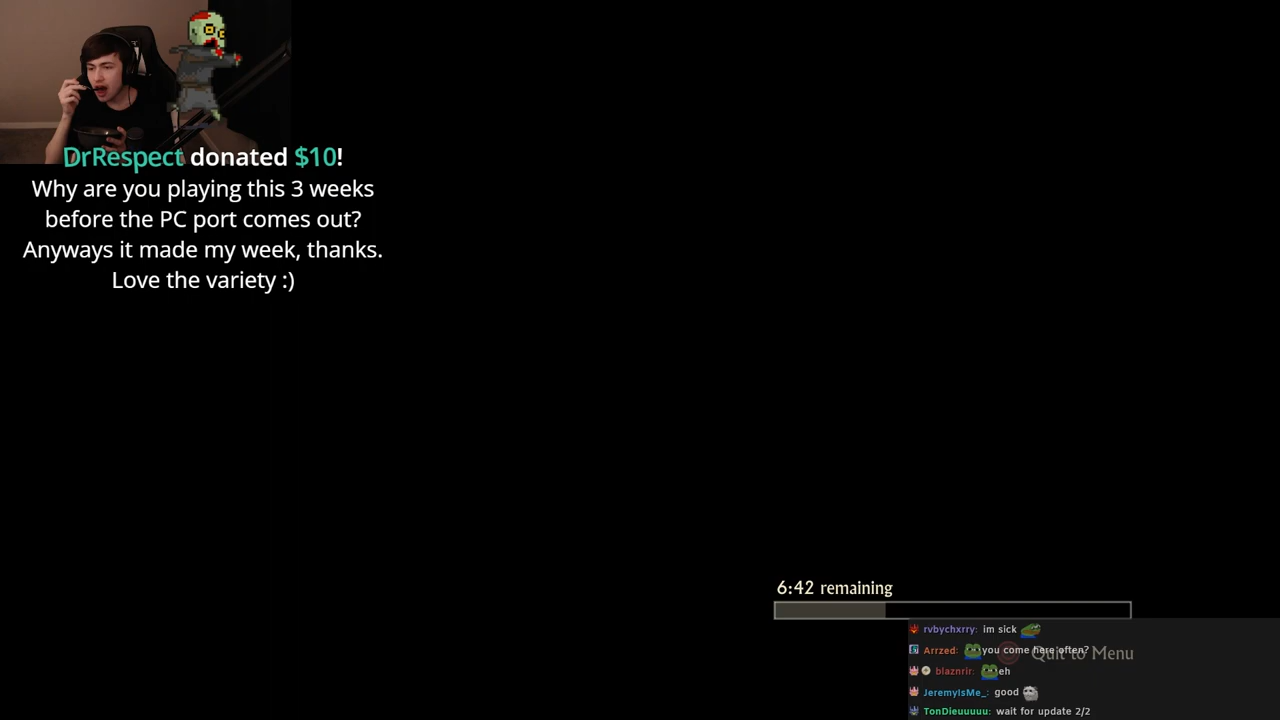 DrRespect donated $10!
Why are you playing this 3 weeks
before the PC port comes out?
Anyways it made my week, thanks.
Love the variety :)
6:42 remaining
rvbychxrry: im sick
Arrzed: you come here often?
Quit to Menu
blaznrir: eh
JeremyIsMe_: good
TonDieuuuuu: wait for update 2/2